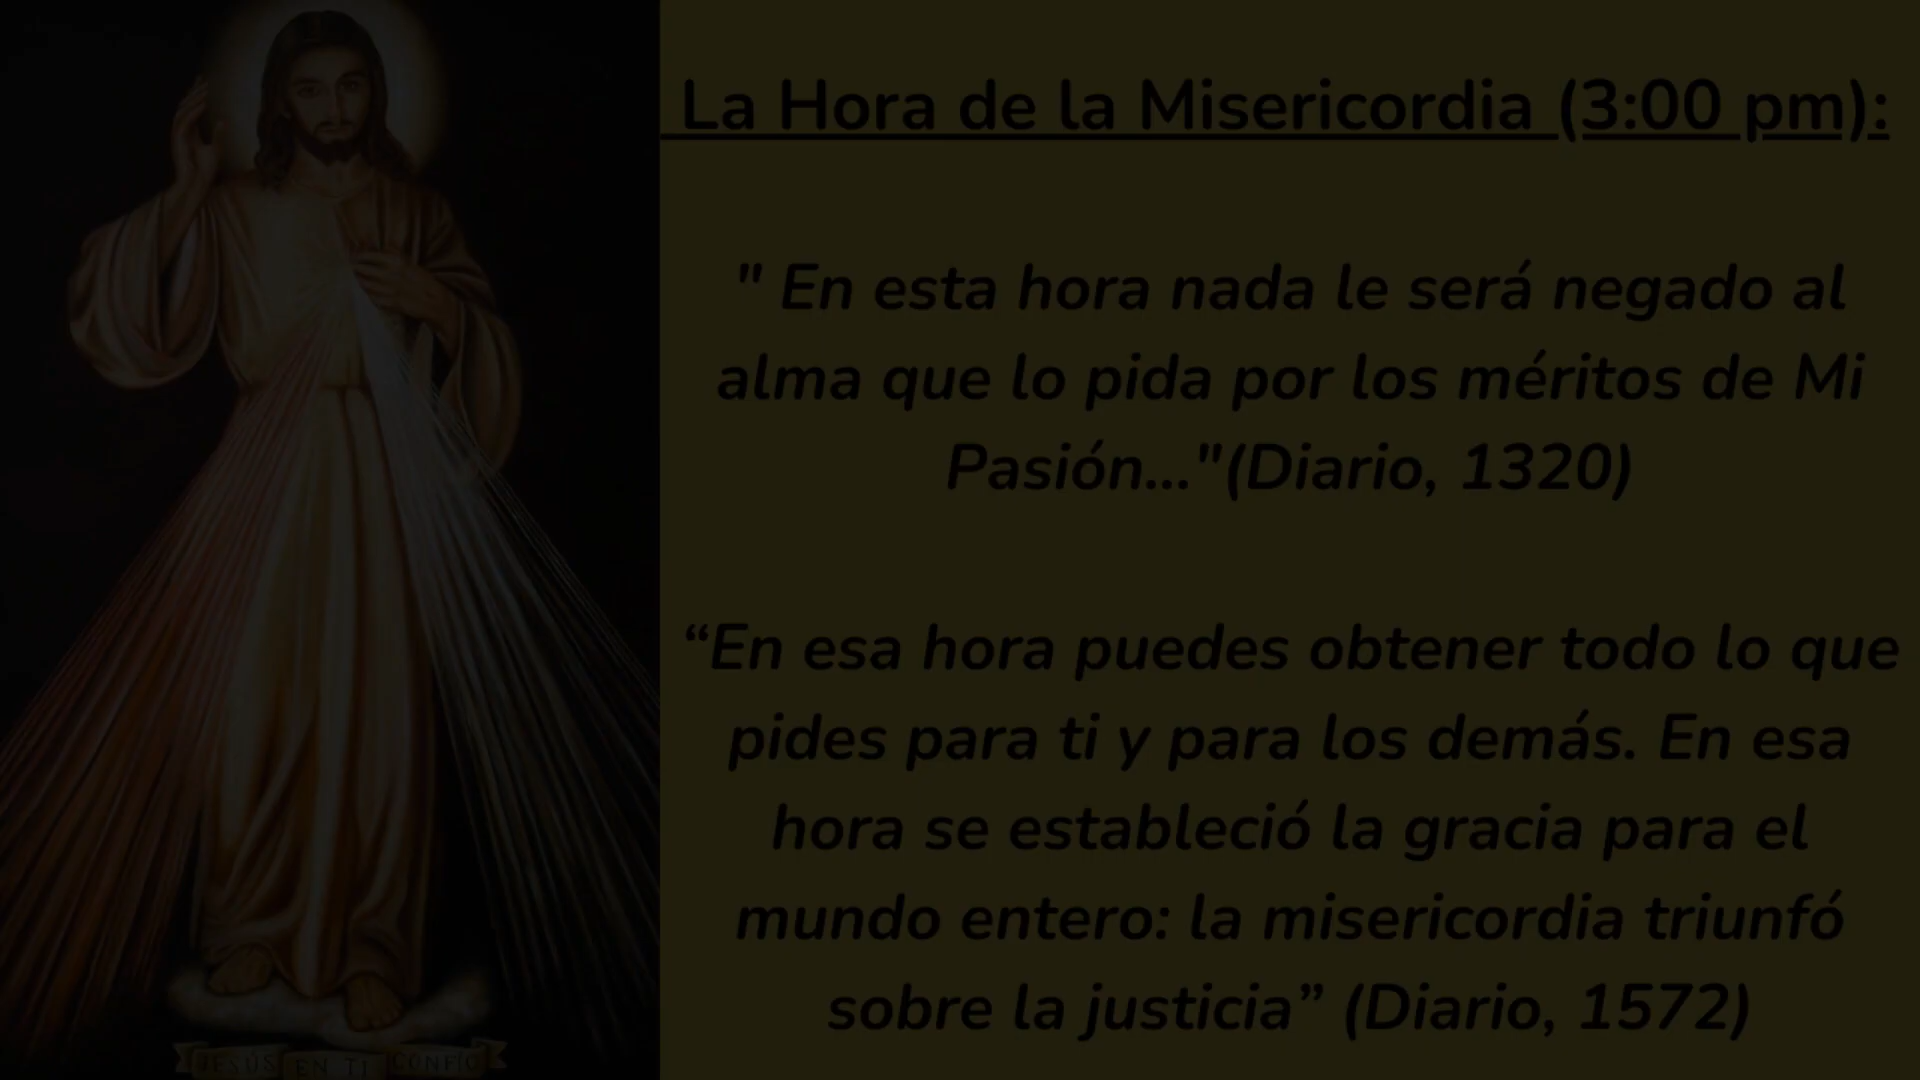 La Hora de la Misericordia (3:00 pm):
" En esta hora nada le será negado al
alma que lo pida por los méritos de Mi
Pasión..."(Diario, 1320)
“En esa hora puedes obtener todo lo que
pides para ti y para los demás. En esa
hora se estableció la gracia para el
mundo entero: la misericordia triunfó
sobre la justicia” (Diario, 1572)
JESÚS EN TI CONFÍO